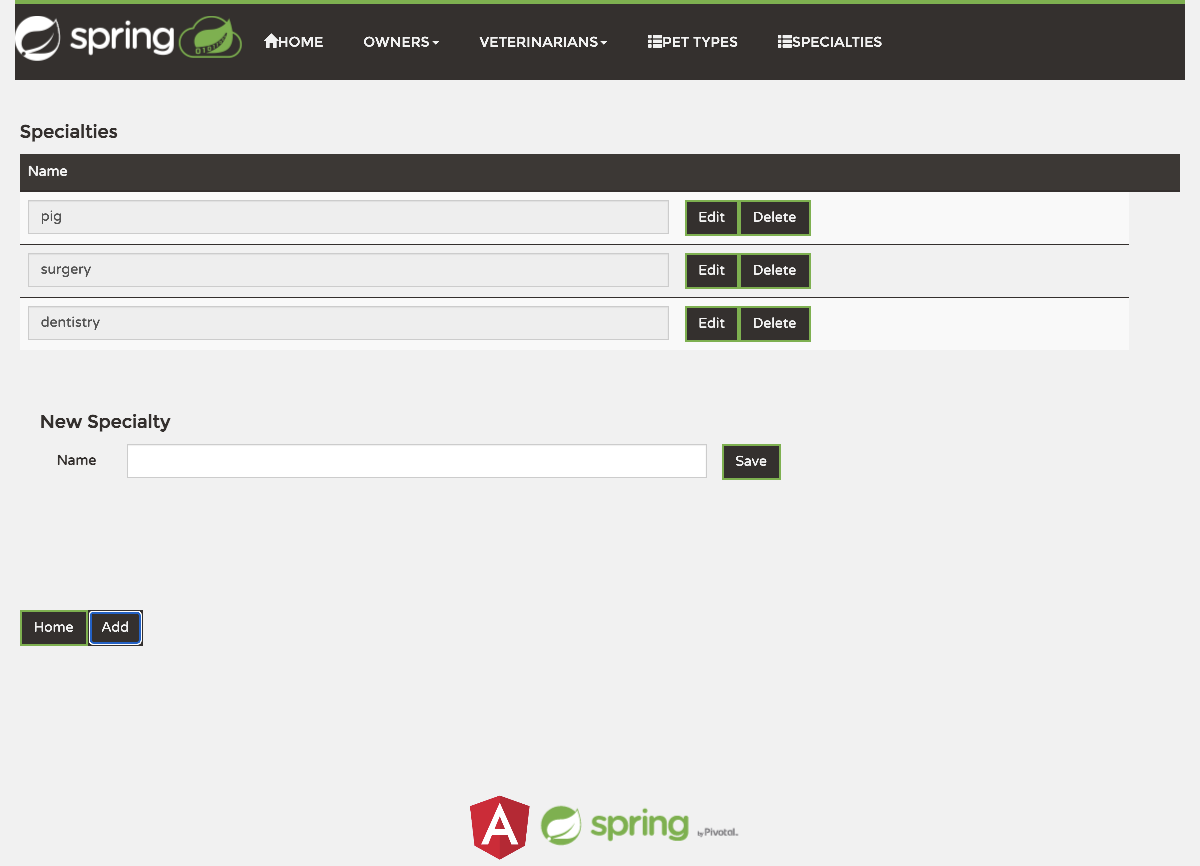 spring HOME OWNERS VETERINARIANS PET TYPES SPECIALTIES
Specialties
Name
pig Edit Delete
surgery Edit Delete
dentistry Edit Delete
New Specialty
Name Save
Home Add
A spring by Pivotal.